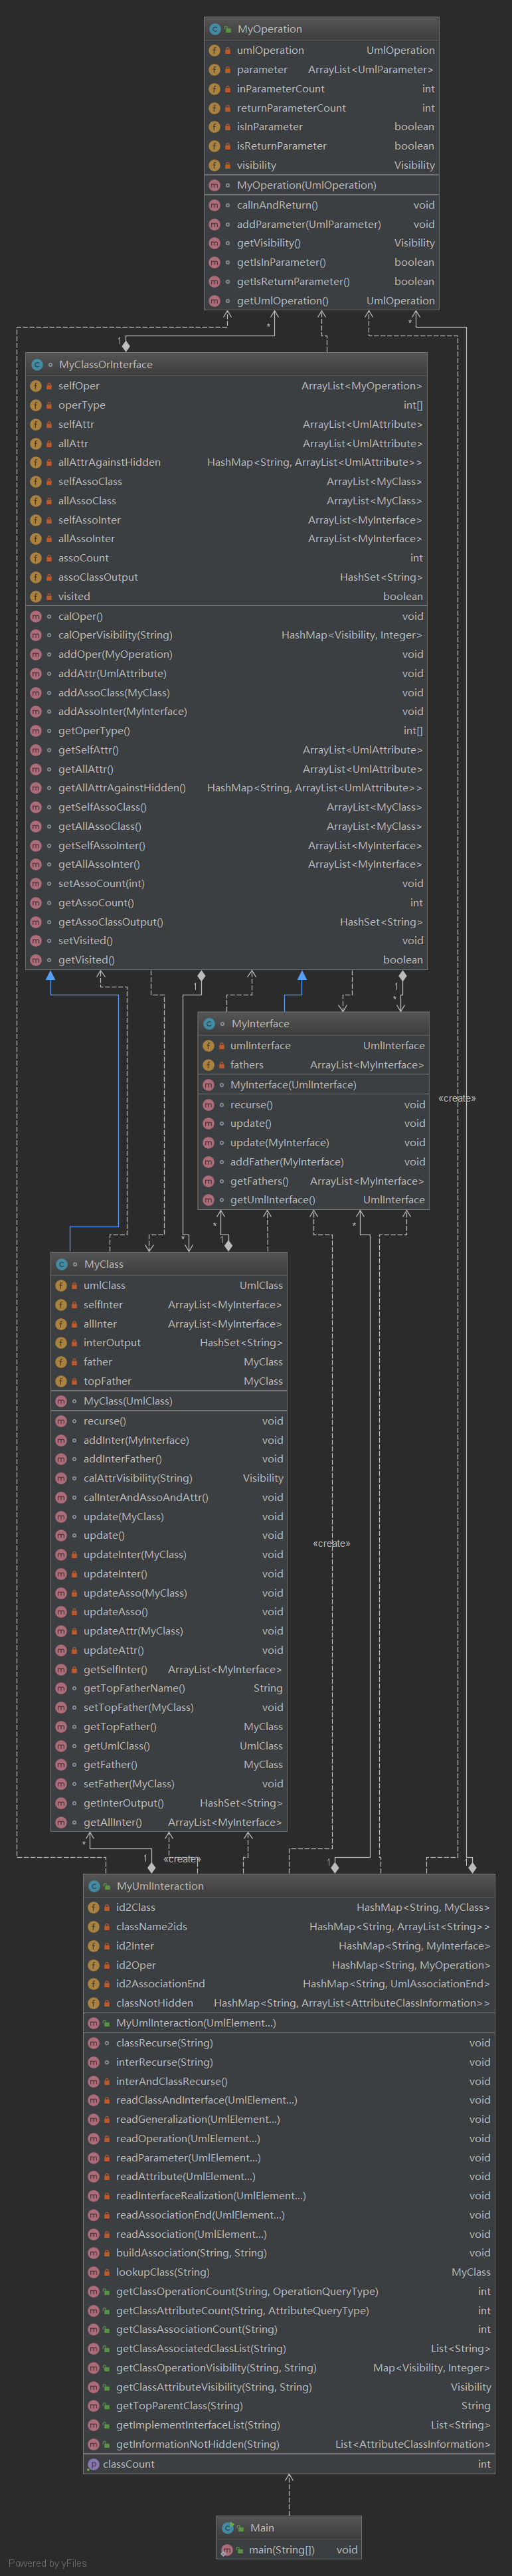 MyOperation
umlOperation UmlOperation
parameter ArrayList<UmlParameter>
inParameterCount int
returnParameterCount int
isInParameter boolean
isReturnParameter boolean
visibility Visibility
MyOperation(UmlOperation)
calInAndReturn() void
addParameter(UmlParameter) void
getVisibility() Visibility
getIsInParameter() boolean
getIsReturnParameter() boolean
getUmlOperation() UmlOperation
* *
1
MyClassOrInterface
selfOper ArrayList<MyOperation>
operType int[]
selfAttr ArrayList<UmlAttribute>
allAttr ArrayList<UmlAttribute>
allAttrAgainstHidden HashMap<String, ArrayList<UmlAttribute>>
selfAssoClass ArrayList<MyClass>
allAssoClass ArrayList<MyClass>
selfAssoInter ArrayList<MyInterface>
allAssoInter ArrayList<MyInterface>
assoCount int
assoClassOutput HashSet<String>
visited boolean
calOper() void
calOperVisibility(String) HashMap<Visibility, Integer>
addOper(MyOperation) void
addAttr(UmlAttribute) void
addAssoClass(MyClass) void
addAssoInter(MyInterface) void
getOperType() int[]
getSelfAttr() ArrayList<UmlAttribute>
getAllAttr() ArrayList<UmlAttribute>
getAllAttrAgainstHidden() HashMap<String, ArrayList<UmlAttribute>>
getSelfAssoClass() ArrayList<MyClass>
getAllAssoClass() ArrayList<MyClass>
getSelfAssoInter() ArrayList<MyInterface>
getAllAssoInter() ArrayList<MyInterface>
setAssoCount(int) void
getAssoCount() int
getAssoClassOutput() HashSet<String>
setVisited() void
getVisited() boolean
1 1
*
MyInterface
umlInterface UmlInterface
fathers ArrayList<MyInterface>
MyInterface(UmlInterface)
recurse() void
update() void
update(MyInterface) void
addFather(MyInterface) void
getFathers() ArrayList<MyInterface>
getUmlInterface() UmlInterface
«create»
* *
* 1
MyClass
umlClass UmlClass
selfInter ArrayList<MyInterface>
allInter ArrayList<MyInterface>
interOutput HashSet<String>
father MyClass
topFather MyClass
MyClass(UmlClass)
recurse() void
addInter(MyInterface) void
addInterFather() void
calAttrVisibility(String) Visibility
calInterAndAssoAndAttr() void
update(MyClass) void
update() void
updateInter(MyClass) void
updateInter() void
updateAsso(MyClass) void
updateAsso() void
updateAttr(MyClass) void
updateAttr() void
getSelfInter() ArrayList<MyInterface>
getTopFatherName() String
setTopFather(MyClass) void
getTopFather() MyClass
getUmlClass() UmlClass
getFather() MyClass
setFather(MyClass) void
getInterOutput() HashSet<String>
getAllInter() ArrayList<MyInterface>
«create»
*
1 «create» 1 1
MyUmlInteraction
id2Class HashMap<String, MyClass>
className2ids HashMap<String, ArrayList<String>>
id2Inter HashMap<String, MyInterface>
id2Oper HashMap<String, MyOperation>
id2AssociationEnd HashMap<String, UmlAssociationEnd>
classNotHidden HashMap<String, ArrayList<AttributeClassInformation>>
MyUmlInteraction(UmlElement...)
classRecurse(String) void
interRecurse(String) void
interAndClassRecurse() void
readClassAndInterface(UmlElement...) void
readGeneralization(UmlElement...) void
readOperation(UmlElement...) void
readParameter(UmlElement...) void
readAttribute(UmlElement...) void
readInterfaceRealization(UmlElement...) void
readAssociationEnd(UmlElement...) void
readAssociation(UmlElement...) void
buildAssociation(String, String) void
lookupClass(String) MyClass
getClassOperationCount(String, OperationQueryType) int
getClassAttributeCount(String, AttributeQueryType) int
getClassAssociationCount(String) int
getClassAssociatedClassList(String) List<String>
getClassOperationVisibility(String, String) Map<Visibility, Integer>
getClassAttributeVisibility(String, String) Visibility
getTopParentClass(String) String
getImplementInterfaceList(String) List<String>
getInformationNotHidden(String) List<AttributeClassInformation>
classCount int
Main
main(String[]) void
Powered by yFiles